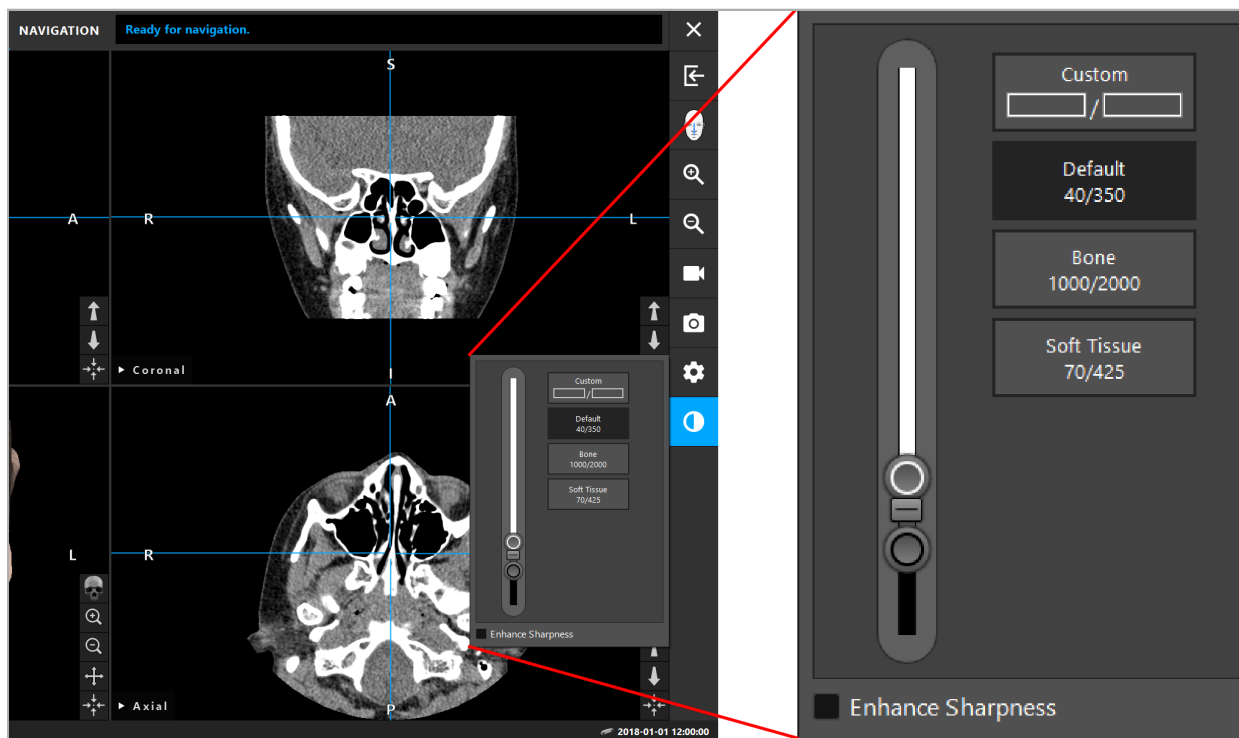 NAVIGATION
Ready for navigation.
S
A
R
L
I
Coronal
A
L
R
P
Axial
Custom
/
Default
40/350
Bone
1000/2000
Soft Tissue
70/425
Enhance Sharpness
2018-01-01 12:00:00
Custom
/
Default
40/350
Bone
1000/2000
Soft Tissue
70/425
Enhance Sharpness